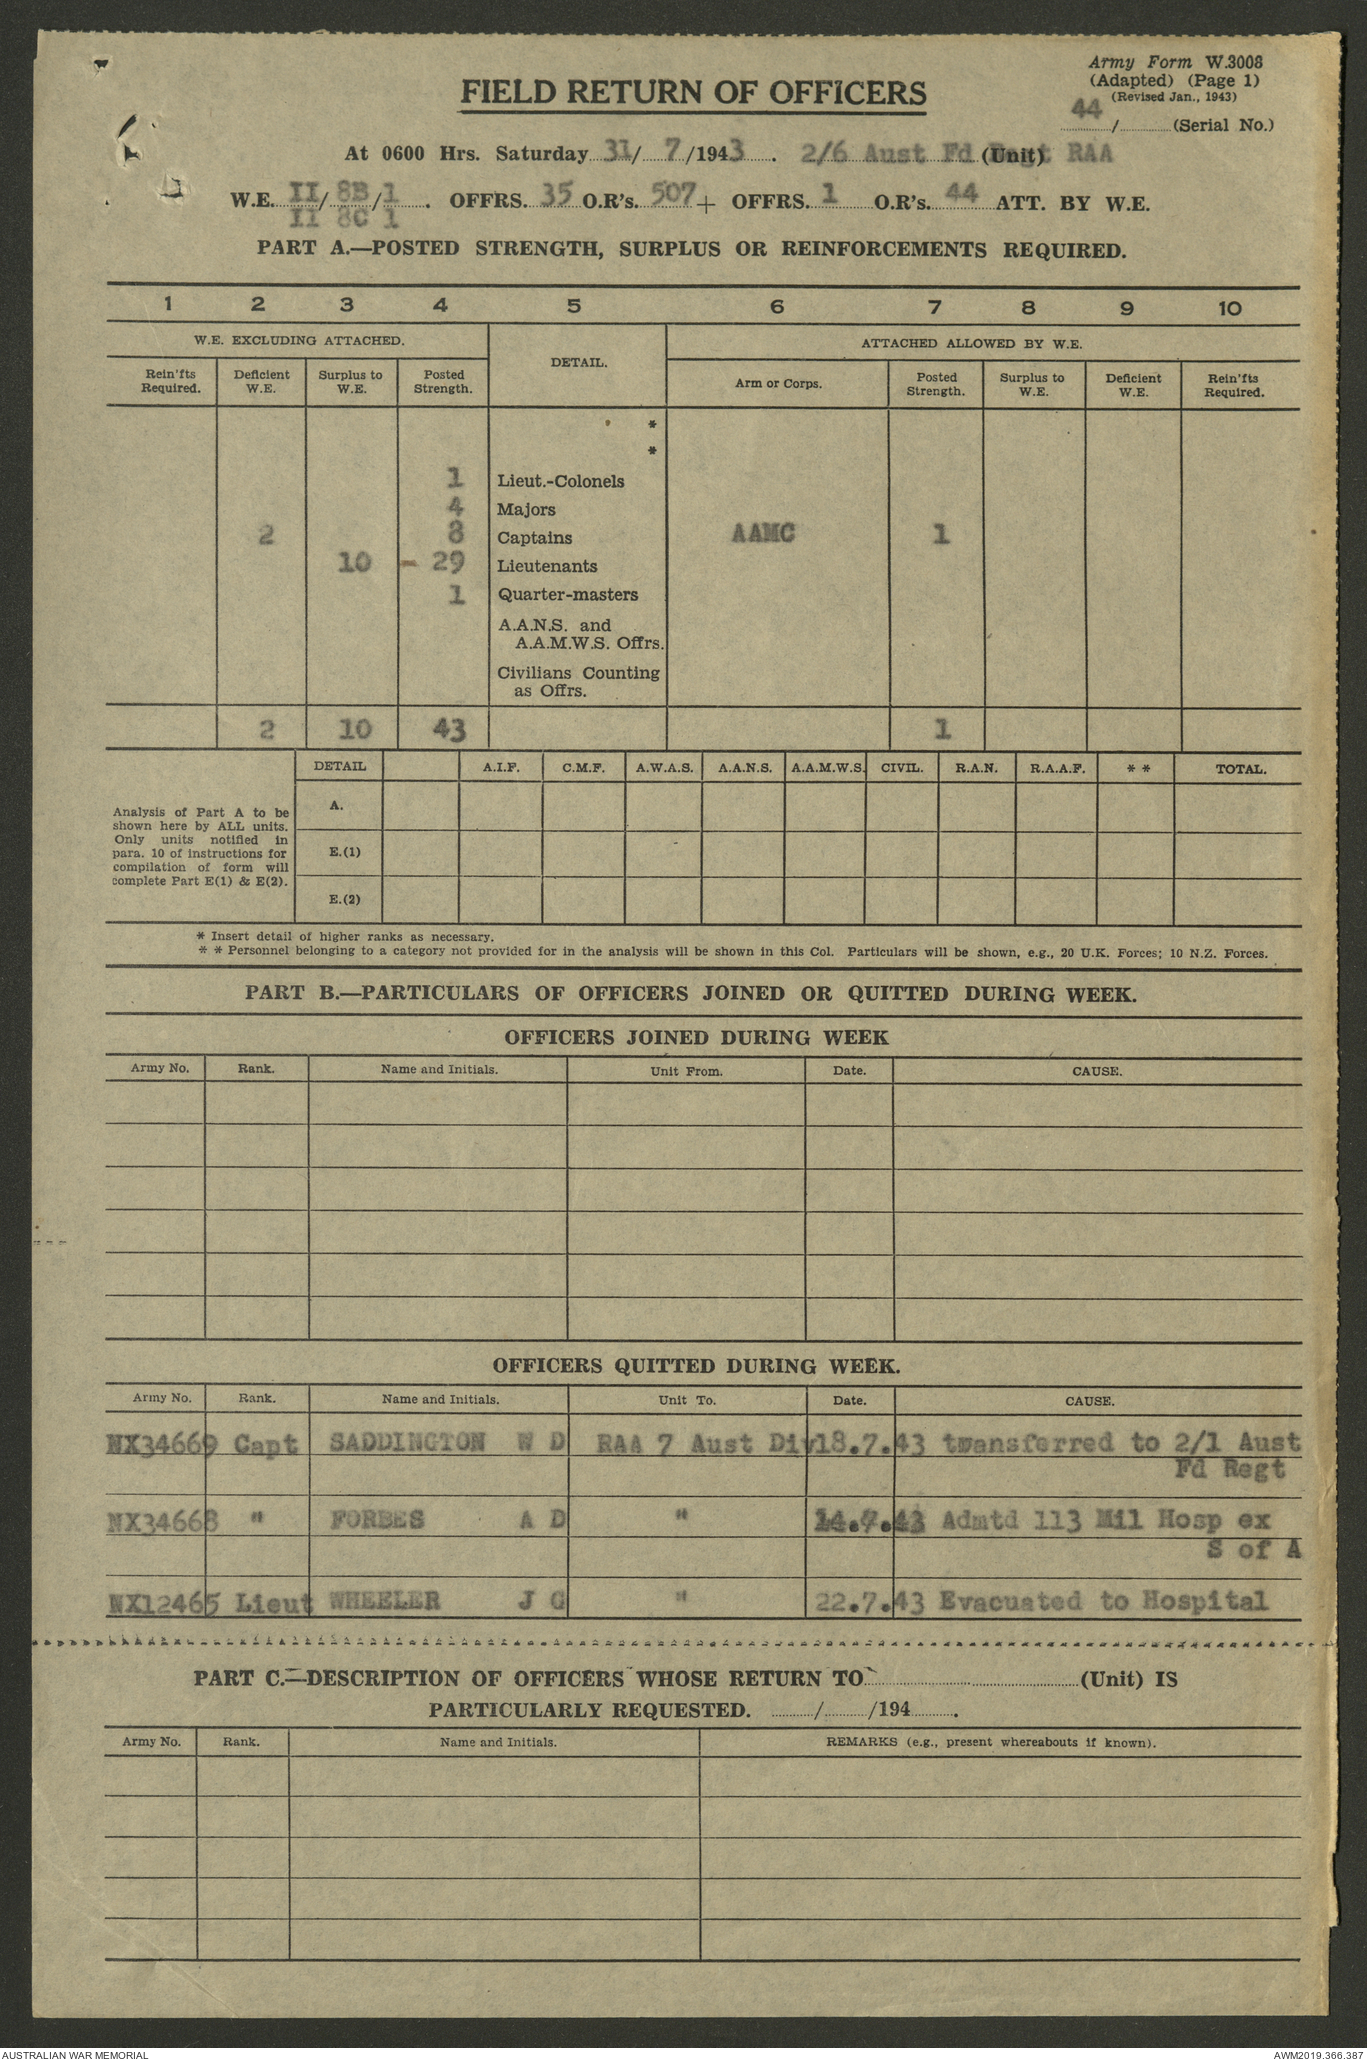 Army Form W.3008
(Adapted) (Page 1)
(Revised Jan., 1943)
FIELD RETURN OF OFFICERS
44 / (Serial No.)
At 0600 Hrs. Saturday 31/ 7 /1943 . 2/6 Aust Fd Regt RAA (Unit)
W.E. II / 8B / 1 . OFFRS. 35 O.R's. 507 + OFFRS. 1 O.R's. 44 ATT. BY W.E.
II 8C 1
PART A.—POSTED STRENGTH, SURPLUS OR REINFORCEMENTS REQUIRED.
1 2 3 4 5 6 7 8 9 10
W.E. EXCLUDING ATTACHED. DETAIL. ATTACHED ALLOWED BY W.E.
Rein'fts Required. Deficient W.E. Surplus to W.E. Posted Strength. Arm or Corps. Posted Strength. Surplus to W.E. Deficient W.E. Rein'fts Required.
*
*
1 Lieut.-Colonels
4 Majors
2 8 Captains AAMC 1
10 - 29 Lieutenants
1 Quarter-masters
A.A.N.S. and
A.A.M.W.S. Offrs.
Civilians Counting
as Offrs.
2 10 43 1
DETAIL A.I.F. C.M.F. A.W.A.S. A.A.N.S. A.A.M.W.S. CIVIL. R.A.N. R.A.A.F. * * TOTAL.
Analysis of Part A to be
shown here by ALL units.
Only units notified in
para. 10 of instructions for
compilation of form will
complete Part E(1) & E(2).
A.
E.(1)
E.(2)
* Insert detail of higher ranks as necessary.
* * Personnel belonging to a category not provided for in the analysis will be shown in this Col. Particulars will be shown, e.g., 20 U.K. Forces; 10 N.Z. Forces.
PART B.—PARTICULARS OF OFFICERS JOINED OR QUITTED DURING WEEK.
OFFICERS JOINED DURING WEEK
Army No. Rank. Name and Initials. Unit From. Date. CAUSE.
OFFICERS QUITTED DURING WEEK.
Army No. Rank. Name and Initials. Unit To. Date. CAUSE.
NX34669 Capt SADDINGTON W D RAA 7 Aust Div 18.7.43 transferred to 2/1 Aust
Fd Regt
NX34668 " FORBES A D " 14.7.43 Admtd 113 Mil Hosp ex
S of A
NX12465 Lieut WHEELER J G " 22.7.43 Evacuated to Hospital
PART C.—DESCRIPTION OF OFFICERS WHOSE RETURN TO (Unit) IS
PARTICULARLY REQUESTED. / /194 .
Army No. Rank. Name and Initials. REMARKS (e.g., present whereabouts if known).
AUSTRALIAN WAR MEMORIAL AWM2019.366.387